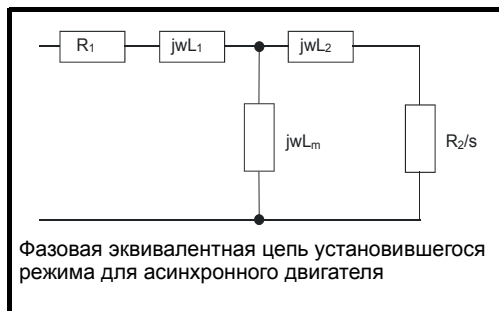 R₁ jwL₁ jwL₂
jwLₘ R₂/s
Фазовая эквивалентная цепь установившегося
режима для асинхронного двигателя